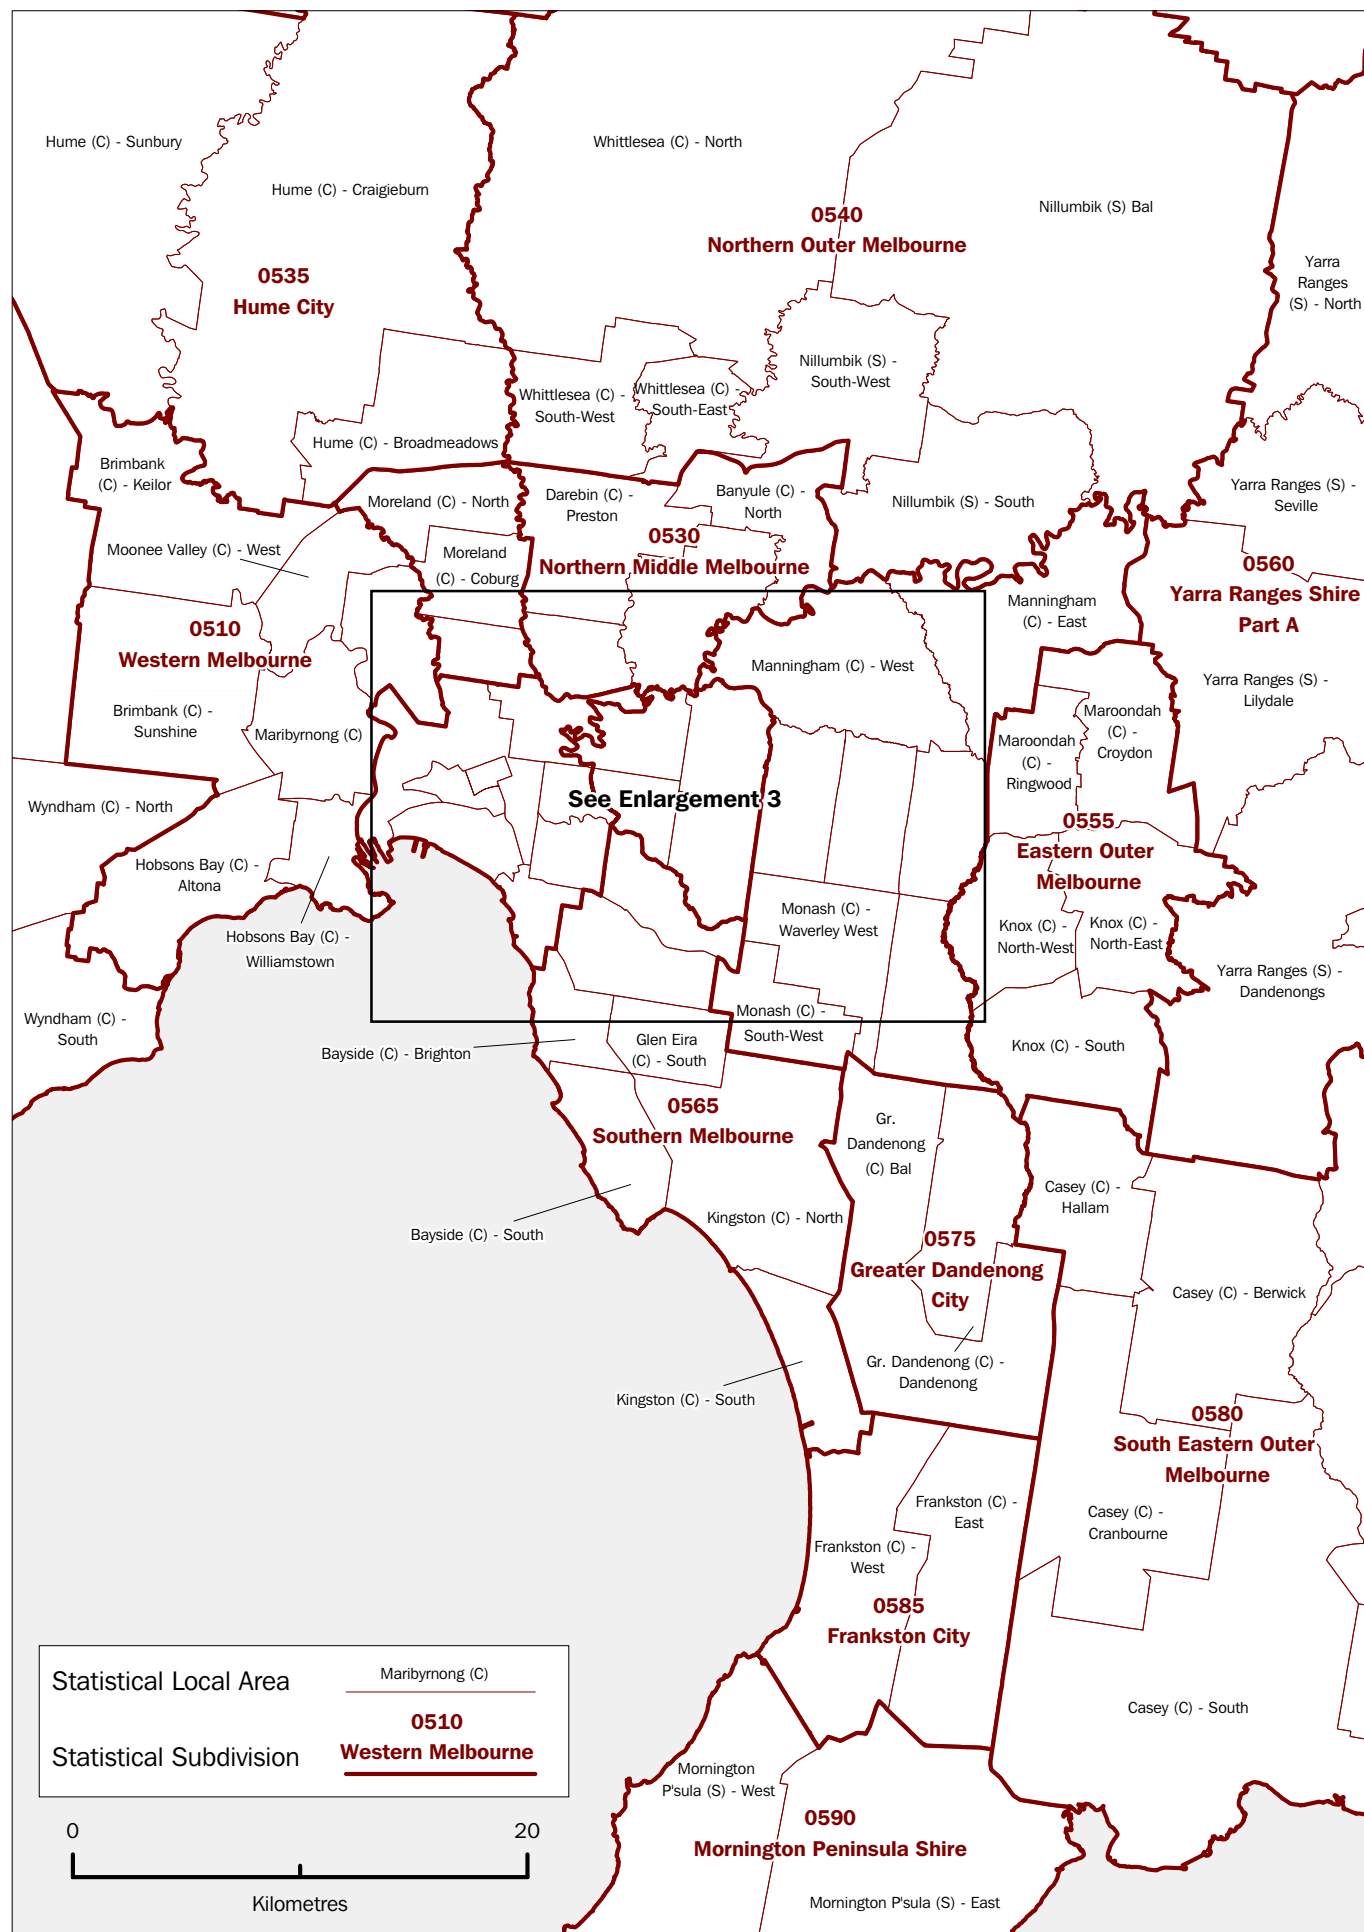 Hume (C) - Sunbury
Whittlesea (C) - North
Hume (C) - Craigieburn
Nillumbik (S) Bal
0540
Northern Outer Melbourne
Yarra
Ranges
(S) - North
0535
Hume City
Nillumbik (S) -
South-West
Whittlesea (C) -
South-West
Whittlesea (C) -
South-East
Hume (C) - Broadmeadows
Brimbank
(C) - Keilor
Moreland (C) - North
Darebin (C) -
Preston
Banyule (C) -
North
Nillumbik (S) - South
Yarra Ranges (S) -
Seville
0530
Northern Middle Melbourne
Moonee Valley (C) - West
Moreland
(C) - Coburg
0560
Yarra Ranges Shire
Part A
Manningham
(C) - East
0510
Western Melbourne
Manningham (C) - West
Yarra Ranges (S) -
Lilydale
Brimbank (C) -
Sunshine
Maribyrnong (C)
Maroondah
(C) -
Croydon
Maroondah
(C) -
Ringwood
Wyndham (C) - North
See Enlargement 3
0555
Eastern Outer
Melbourne
Hobsons Bay (C) -
Altona
Monash (C) -
Waverley West
Knox (C) -
North-West
Knox (C) -
North-East
Hobsons Bay (C) -
Williamstown
Yarra Ranges (S) -
Dandenongs
Wyndham (C) -
South
Monash (C) -
South-West
Bayside (C) - Brighton
Glen Eira
(C) - South
Knox (C) - South
0565
Southern Melbourne
Gr.
Dandenong
(C) Bal
Casey (C) -
Hallam
Bayside (C) - South
Kingston (C) - North
0575
Greater Dandenong
City
Casey (C) - Berwick
Gr. Dandenong (C) -
Dandenong
Kingston (C) - South
0580
South Eastern Outer
Melbourne
Frankston (C) -
East
Casey (C) -
Cranbourne
Frankston (C) -
West
0585
Frankston City
Statistical Local Area
Maribyrnong (C)
Statistical Subdivision
0510
Western Melbourne
Casey (C) - South
Mornington
P'sula (S) - West
0590
Mornington Peninsula Shire
0
20
Kilometres
Mornington P'sula (S) - East